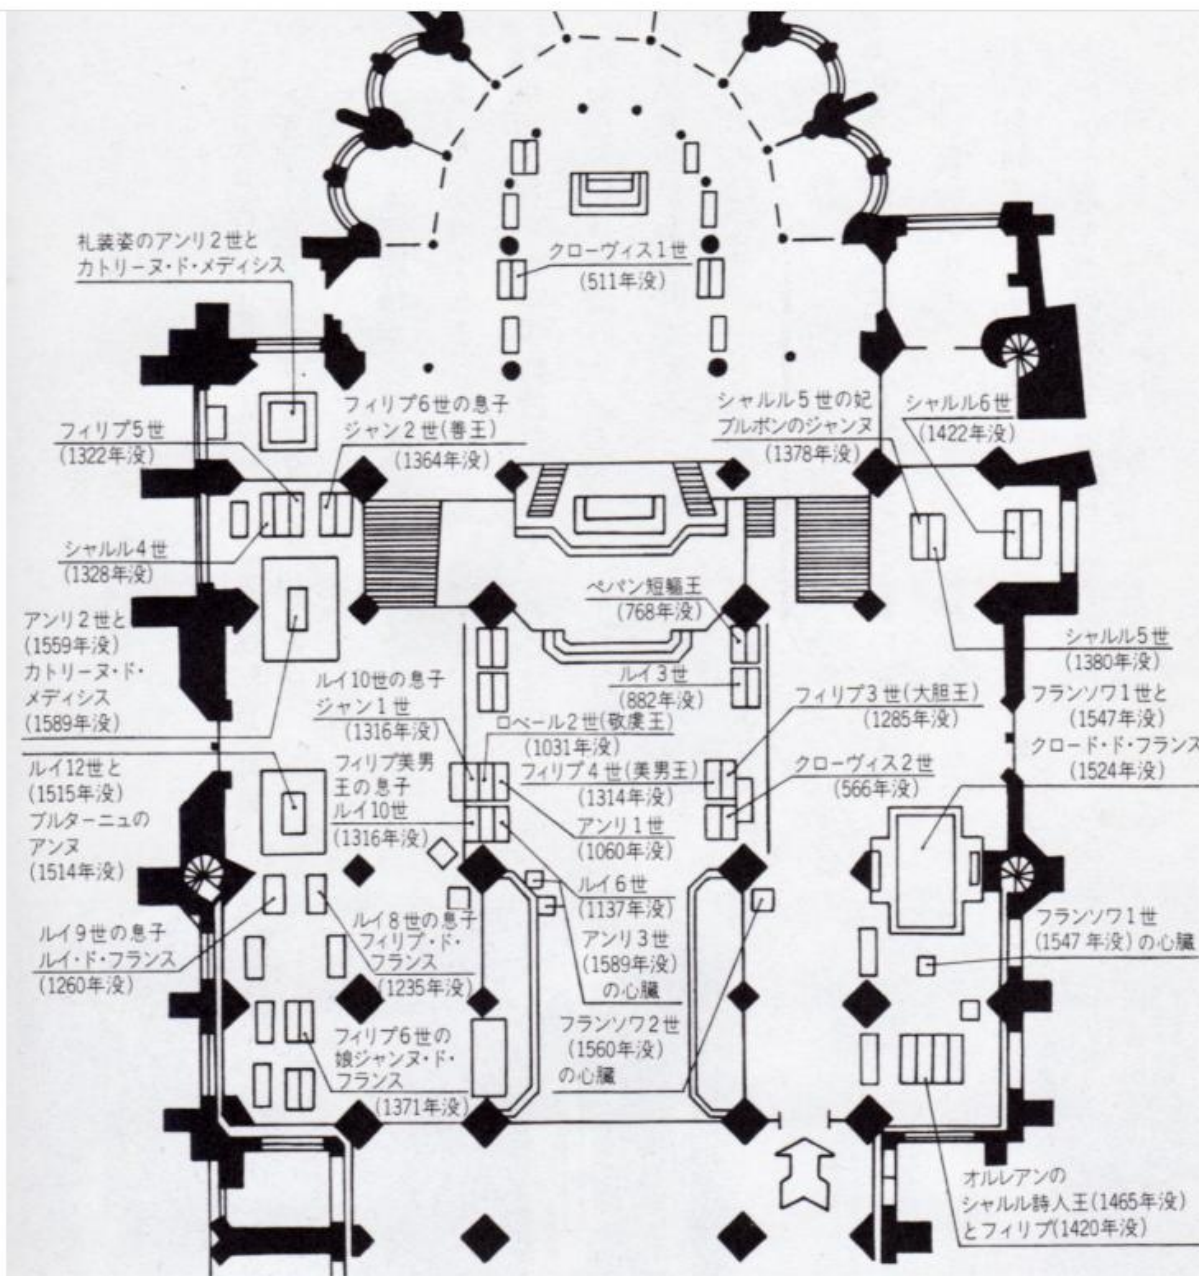 礼装姿のアンリ2世と
カトリーヌ・ド・メディシス
クローヴィス1世
(511年没)
フィリプ5世
(1322年没)
フィリプ6世の息子
ジャン2世(善王)
(1364年没)
シャルル5世の妃
ブルボンのジャンヌ
(1378年没)
シャルル6世
(1422年没)
シャルル4世
(1328年没)
アンリ2世と
(1559年没)
カトリーヌ・ド・
メディシス
(1589年没)
ペパン短軀王
(768年没)
ルイ3世
(882年没)
シャルル5世
(1380年没)
ルイ10世の息子
ジャン1世
(1316年没)
ロベール2世(敬虔王)
(1031年没)
フィリプ3世(大胆王)
(1285年没)
フランソワ1世と
(1547年没)
クロード・ド・フランス
(1524年没)
ルイ12世と
(1515年没)
ブルターニュの
アンヌ
(1514年没)
フィリプ美男
王の息子
ルイ10世
(1316年没)
フィリプ4世(美男王)
(1314年没)
クローヴィス2世
(566年没)
アンリ1世
(1060年没)
ルイ6世
(1137年没)
ルイ9世の息子
ルイ・ド・フランス
(1260年没)
ルイ8世の息子
フィリプ・ド・
フランス
(1235年没)
アンリ3世
(1589年没)
の心臓
フランソワ1世
(1547年没)の心臓
フィリプ6世の
娘ジャンヌ・ド・
フランス
(1371年没)
フランソワ2世
(1560年没)
の心臓
オルレアンの
シャルル詩人王(1465年没)
とフィリプ(1420年没)